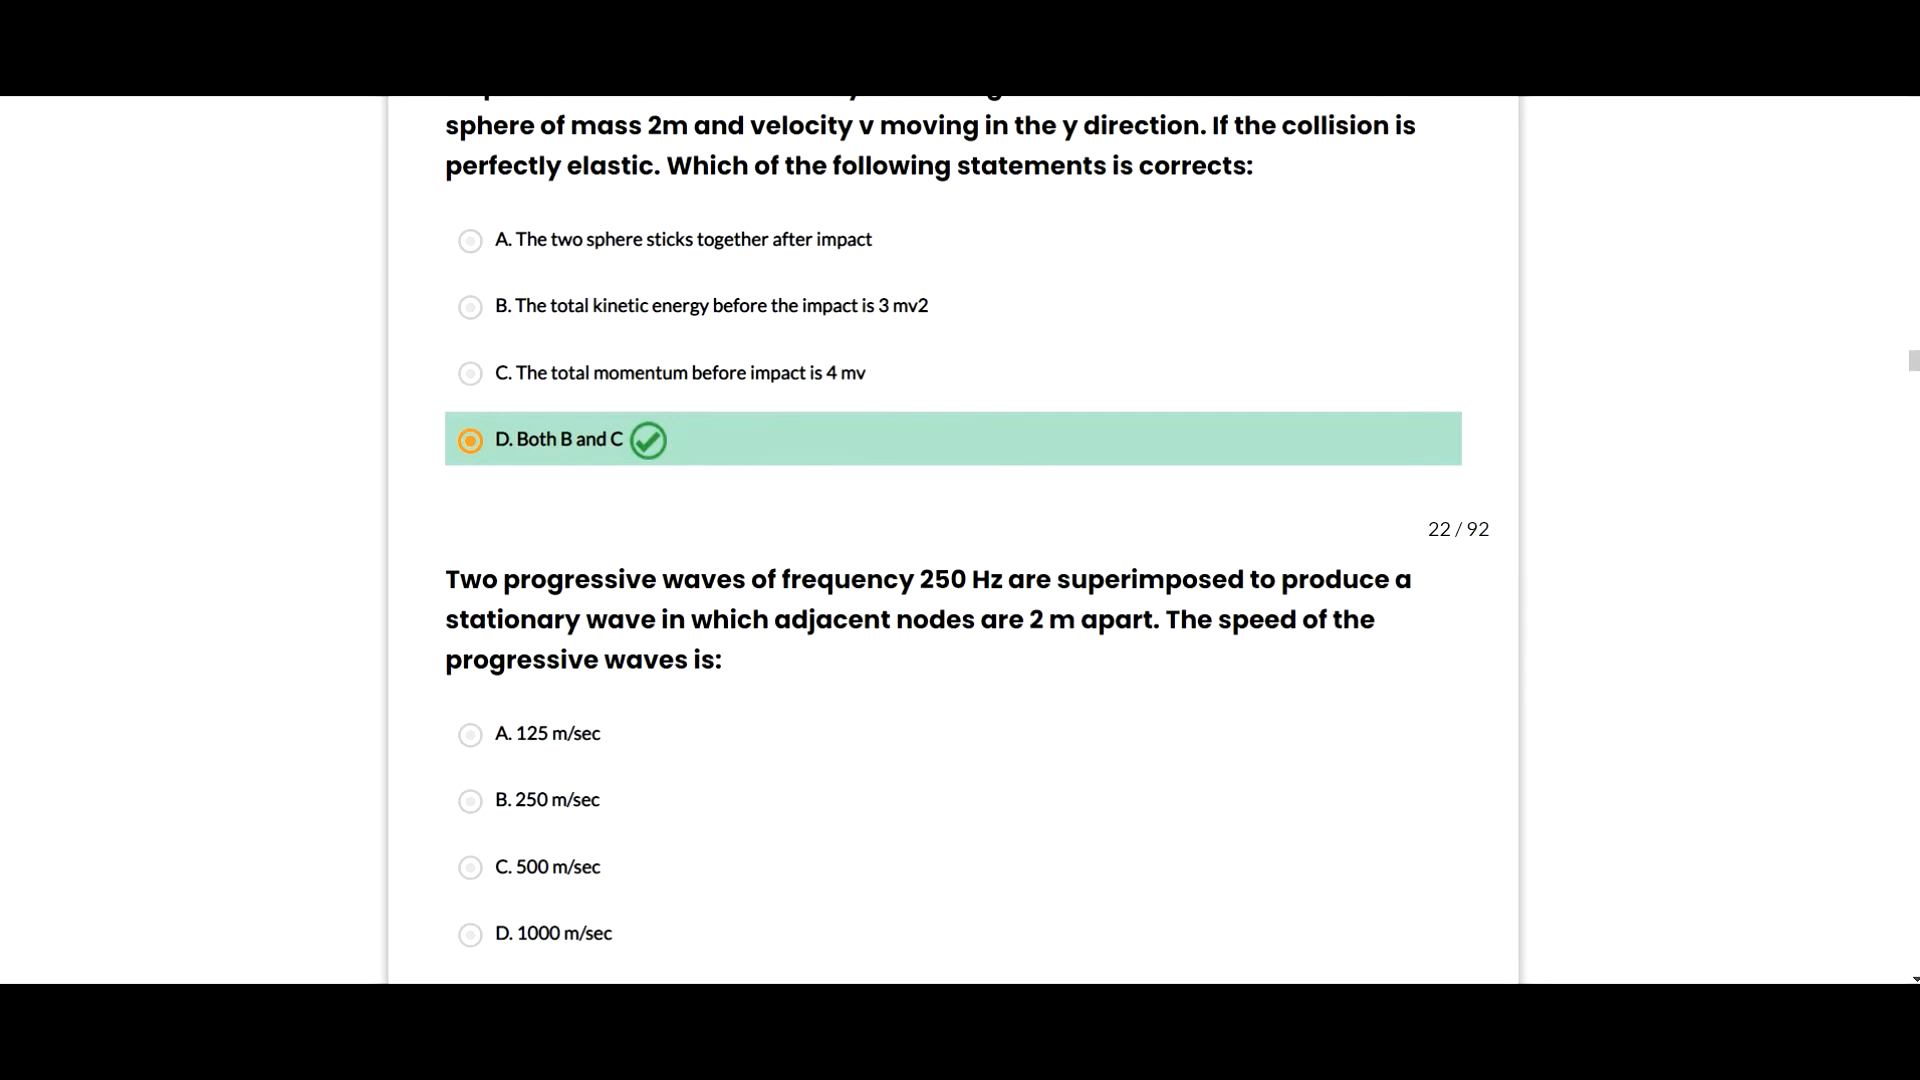 sphere of mass 2m and velocity v moving in the y direction. If the collision is
perfectly elastic. Which of the following statements is corrects:
A. The two sphere sticks together after impact
B. The total kinetic energy before the impact is 3 mv2
C. The total momentum before impact is 4 mv
D. Both B and C
22 / 92
Two progressive waves of frequency 250 Hz are superimposed to produce a
stationary wave in which adjacent nodes are 2 m apart. The speed of the
progressive waves is:
A. 125 m/sec
B. 250 m/sec
C. 500 m/sec
D. 1000 m/sec